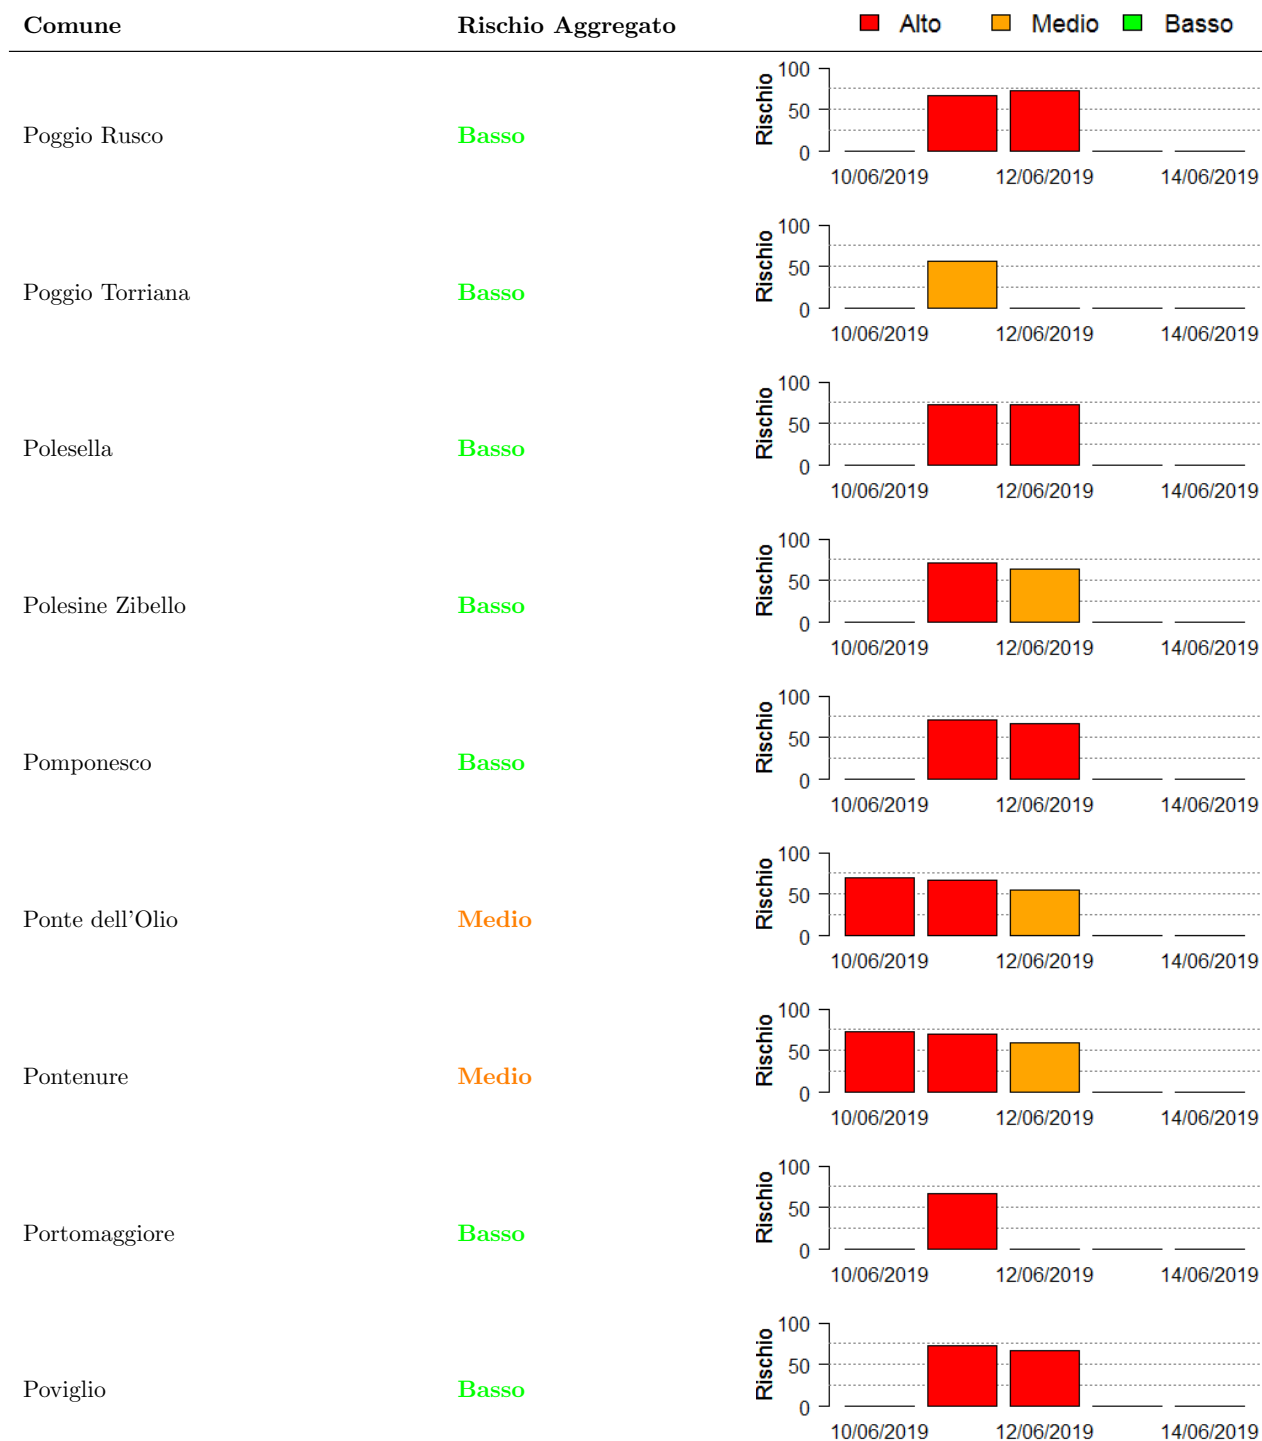 Comune Rischio Aggregato Alto Medio Basso
Poggio Rusco Basso Rischio 100 50 0
10/06/2019 12/06/2019 14/06/2019
Poggio Torriana Basso Rischio 100 50 0
10/06/2019 12/06/2019 14/06/2019
Polesella Basso Rischio 100 50 0
10/06/2019 12/06/2019 14/06/2019
Polesine Zibello Basso Rischio 100 50 0
10/06/2019 12/06/2019 14/06/2019
Pomponesco Basso Rischio 100 50 0
10/06/2019 12/06/2019 14/06/2019
Ponte dell'Olio Medio Rischio 100 50 0
10/06/2019 12/06/2019 14/06/2019
Pontenure Medio Rischio 100 50 0
10/06/2019 12/06/2019 14/06/2019
Portomaggiore Basso Rischio 100 50 0
10/06/2019 12/06/2019 14/06/2019
Poviglio Basso Rischio 100 50 0
10/06/2019 12/06/2019 14/06/2019